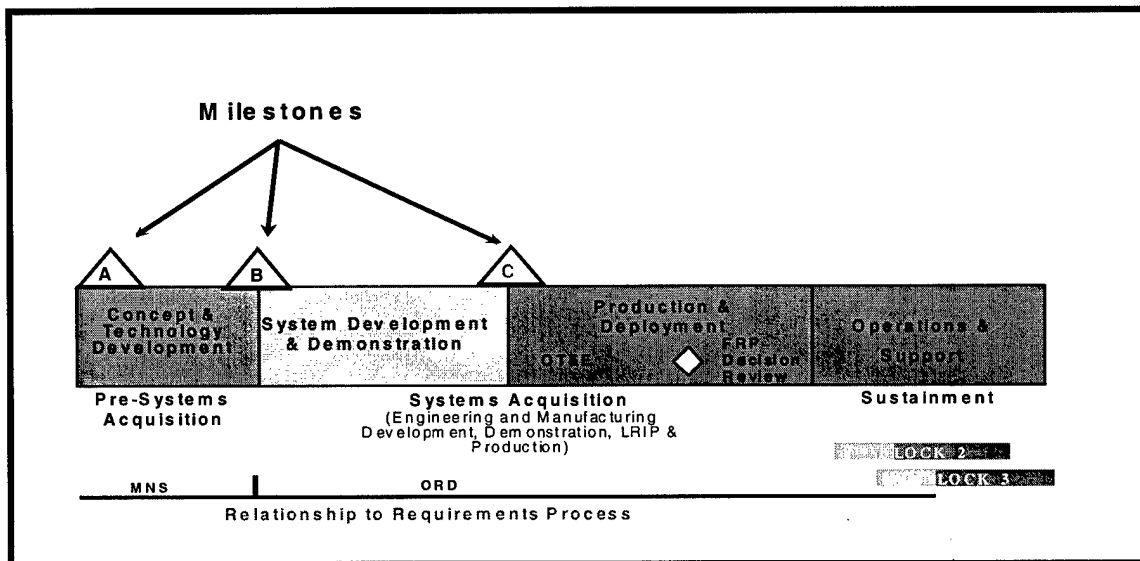 Milestones
A
B
C
Concept &
Technology
Development
System Development
& Demonstration
Production &
Deployment
OT&E
FRP
Decision
Review
Operations &
Support
Pre-Systems
Acquisition
Systems Acquisition
(Engineering and Manufacturing
Development, Demonstration, LRIP &
Production)
Sustainment
LOCK 2
LOCK 3
MNS
ORD
Relationship to Requirements Process